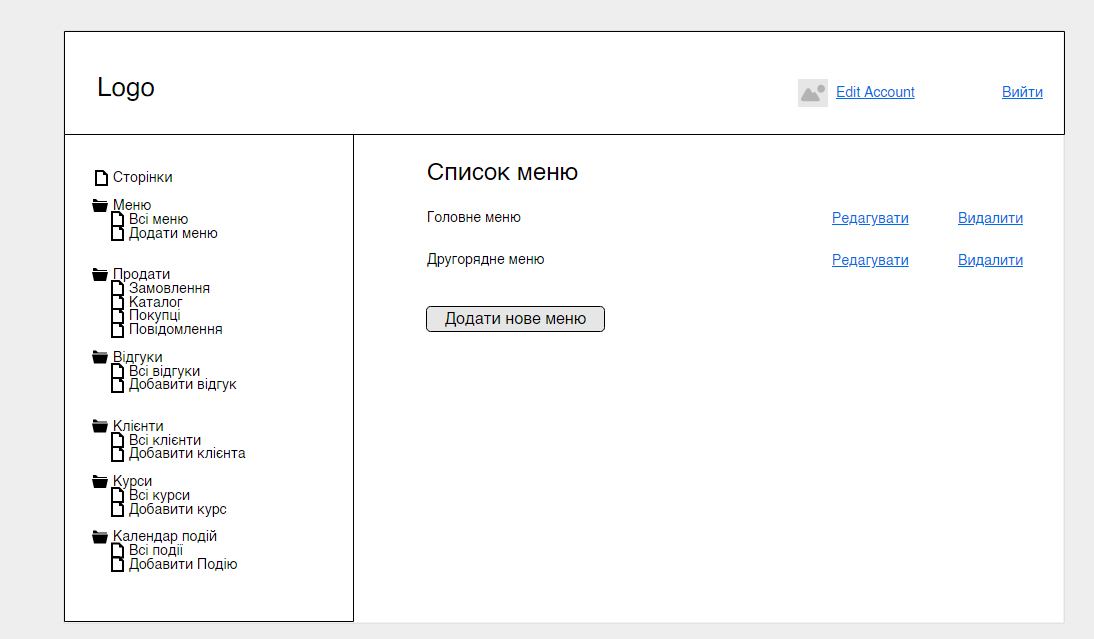 Logo
Edit Account
Вийти
Сторінки
Меню
Всі меню
Додати меню
Продати
Замовлення
Каталог
Покупці
Повідомлення
Відгуки
Всі відгуки
Добавити відгук
Клієнти
Всі клієнти
Добавити клієнта
Курси
Всі курси
Добавити курс
Календар подій
Всі події
Добавити Подію
Список меню
Головне меню Редагувати Видалити
Другорядне меню Редагувати Видалити
Додати нове меню